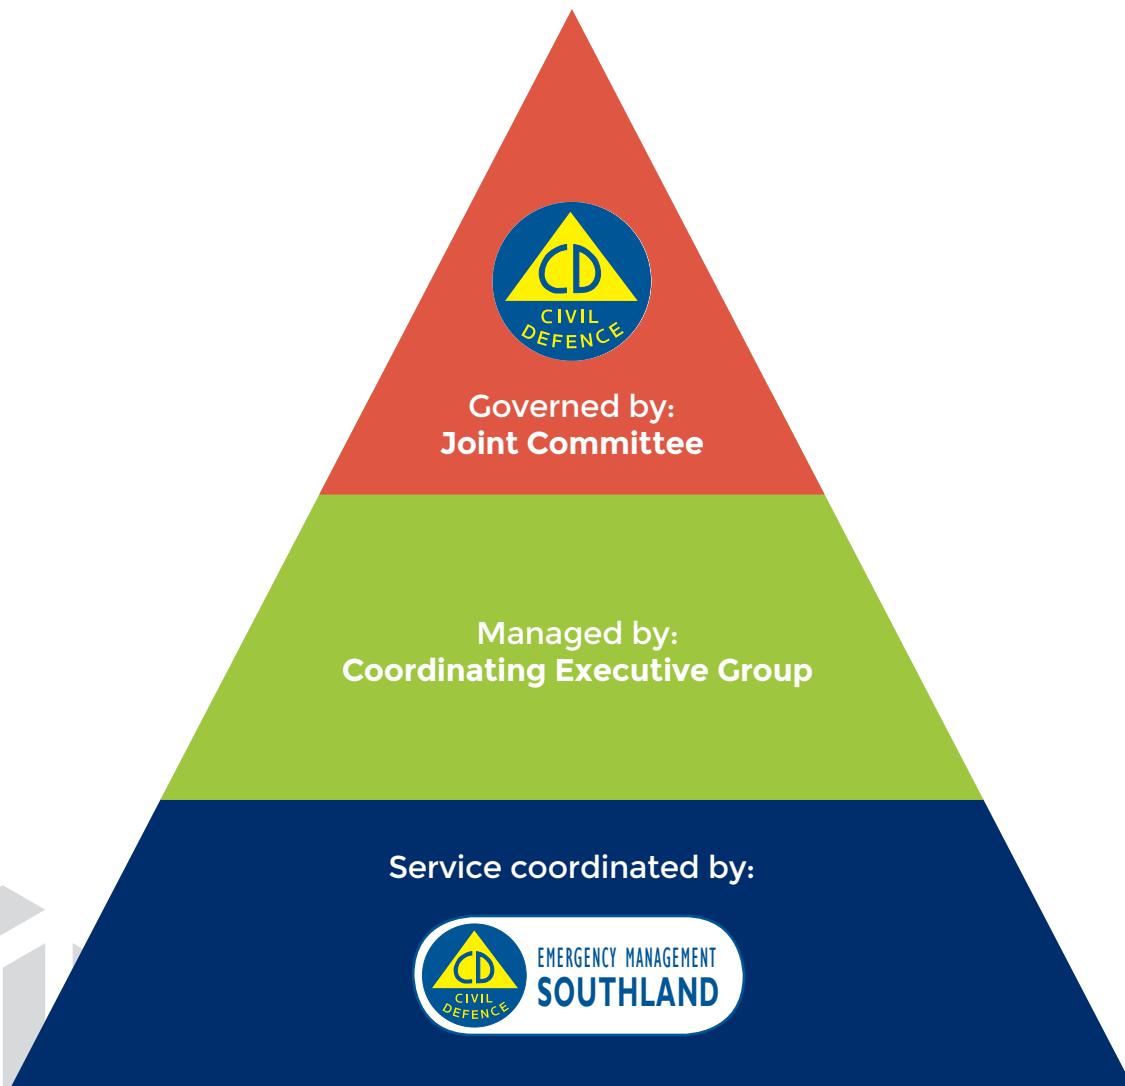 CD
CIVIL
DEFENCE
Governed by:
Joint Committee
Managed by:
Coordinating Executive Group
Service coordinated by:
CD
CIVIL
DEFENCE
EMERGENCY MANAGEMENT
SOUTHLAND